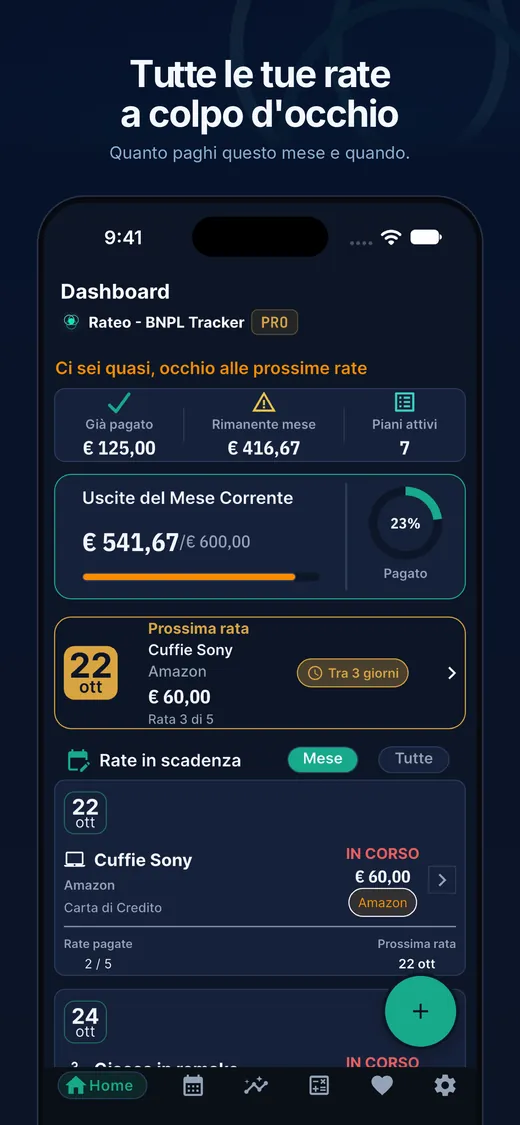 Tutte le tue rate
a colpo d'occhio
Quanto paghi questo mese e quando.
9:41
Dashboard
Rateo - BNPL Tracker PRO
Ci sei quasi, occhio alle prossime rate
Già pagato Rimanente mese Piani attivi
€ 125,00 € 416,67 7
Uscite del Mese Corrente
€ 541,67/€ 600,00
23%
Pagato
Prossima rata
22
ott
Cuffie Sony
Amazon
€ 60,00
Rata 3 di 5
Tra 3 giorni
Rate in scadenza Mese Tutte
22
ott
Cuffie Sony
Amazon
Carta di Credito
IN CORSO
€ 60,00
Amazon
Rate pagate Prossima rata
2 / 5 22 ott
24
ott
IN CORSO
+
Home